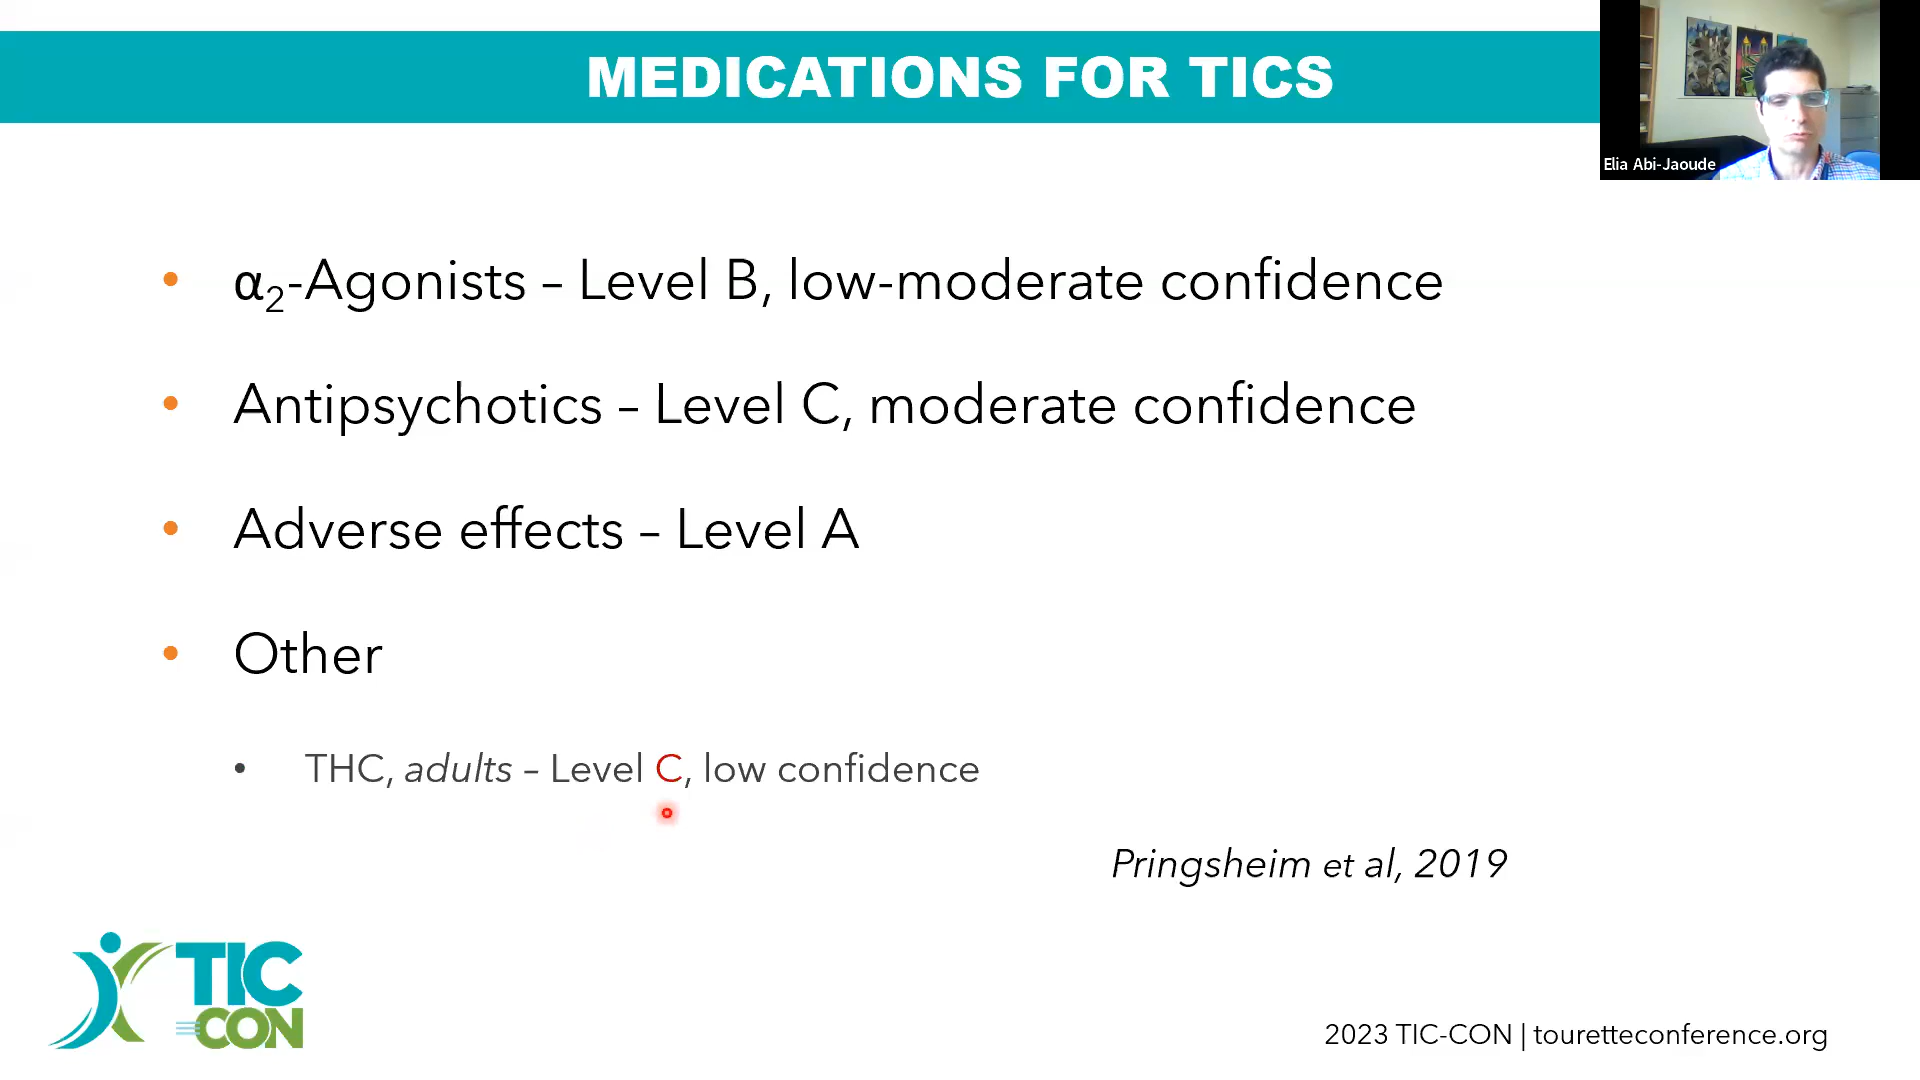 MEDICATIONS FOR TICS
Elia Abi-Jaoude
• α₂-Agonists – Level B, low-moderate confidence
• Antipsychotics – Level C, moderate confidence
• Adverse effects – Level A
• Other
• THC, adults – Level C, low confidence
Pringsheim et al, 2019
TIC
CON
2023 TIC-CON | touretteconference.org